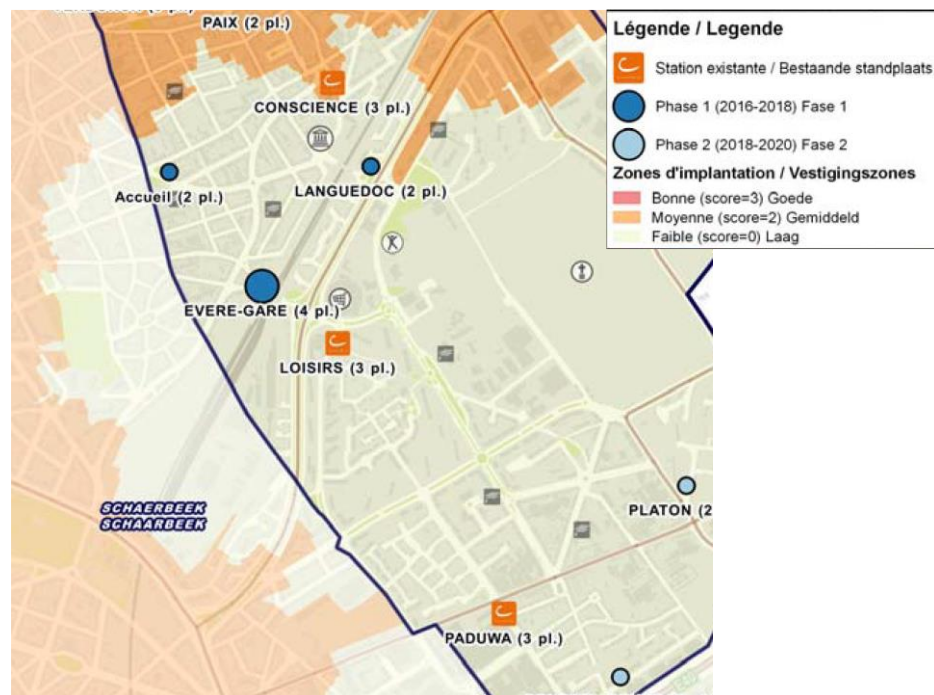 PAIX (2 pl.)
CONSCIENCE (3 pl.)
Accueil (2 pl.)
LANGUEDOC (2 pl.)
EVERE-GARE (4 pl.)
LOISIRS (3 pl.)
SCHAERBEEK
SCHAARBEEK
PLATON (2
PADUWA (3 pl.)
E40
Légende / Legende
Station existante / Bestaande standplaats
Phase 1 (2016-2018) Fase 1
Phase 2 (2018-2020) Fase 2
Zones d'implantation / Vestigingszones
Bonne (score=3) Goede
Moyenne (score=2) Gemiddeld
Faible (score=0) Laag